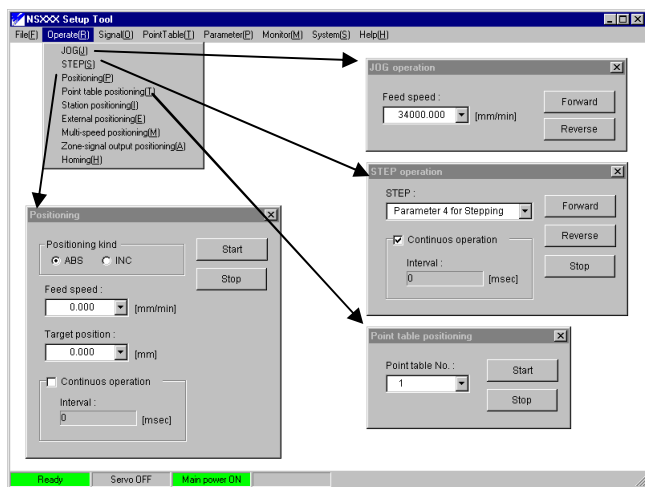 NSXXX Setup Tool
File(F) Operate(R) Signal(O) PointTable(T) Parameter(P) Monitor(M) System(S) Help(H)
JOG(J)
STEP(S)
Positioning(P)
Point table positioning(T)
Station positioning(I)
External positioning(E)
Multi-speed positioning(M)
Zone-signal output positioning(A)
Homing(H)
JOG operation
Feed speed :
34000.000 [mm/min]
Forward
Reverse
STEP operation
STEP :
Parameter 4 for Stepping
Forward
Reverse
Stop
Continuos operation
Interval :
0 [msec]
Positioning
Positioning kind
ABS INC
Start
Stop
Feed speed :
0.000 [mm/min]
Target position :
0.000 [mm]
Continuos operation
Interval :
0 [msec]
Point table positioning
Point table No. :
1
Start
Stop
Ready Servo OFF Main power ON